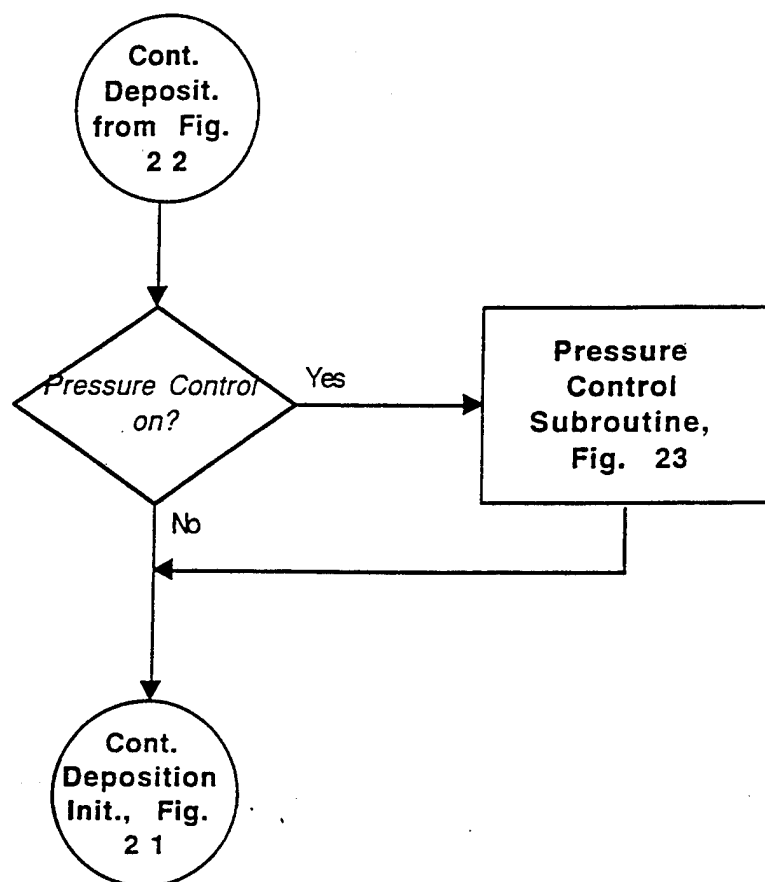 Cont.
Deposit.
from Fig.
2 2
Pressure Control
on?
Yes
Pressure
Control
Subroutine,
Fig. 23
No
Cont.
Deposition
Init., Fig.
2 1